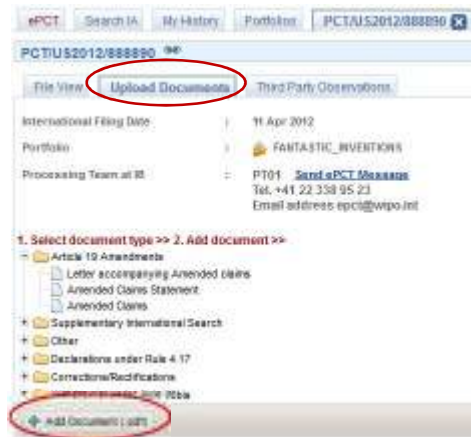 ePCT Search IA My History Portfolios PCT/US2012/888890
PCT/US2012/888890
File View Upload Documents Third Party Observations
International Filing Date : 11 Apr 2012
Portfolio : FANTASTIC_INVENTIONS
Processing Team at IB : PT01 Send ePCT Message
Tel. +41 22 338 95 23
Email address epct@wipo.int
1. Select document type >> 2. Add document >>
Article 19 Amendments
Letter accompanying Amended claims
Amended Claims Statement
Amended Claims
Supplementary International Search
Other
Declarations under Rule 4.17
Corrections/Rectifications
Add Document (.pdf)